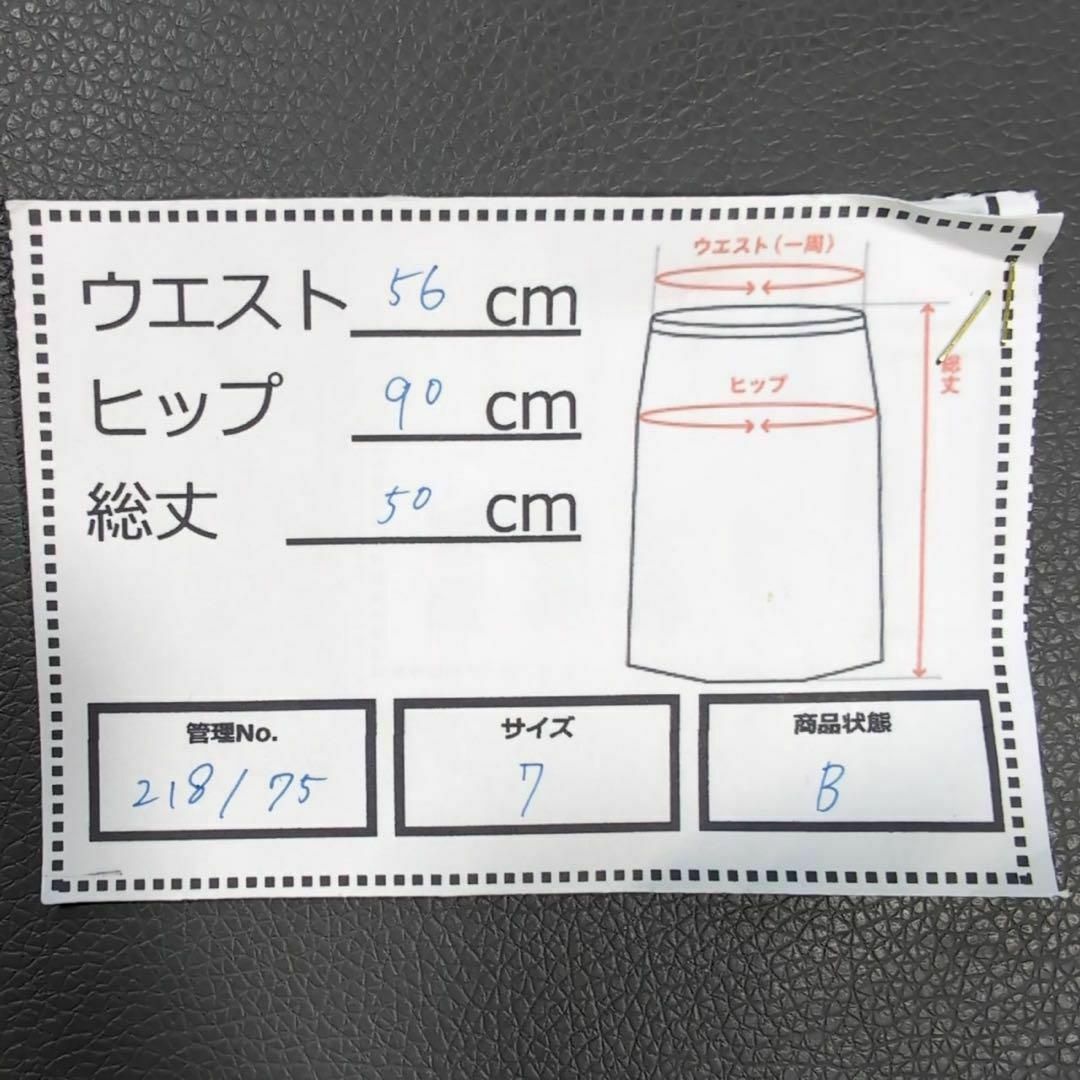 ウエスト 56 cm
ヒップ 90 cm
総丈 50 cm
ウエスト(一周)
ヒップ
総丈
管理No.
218/75
サイズ
7
商品状態
B